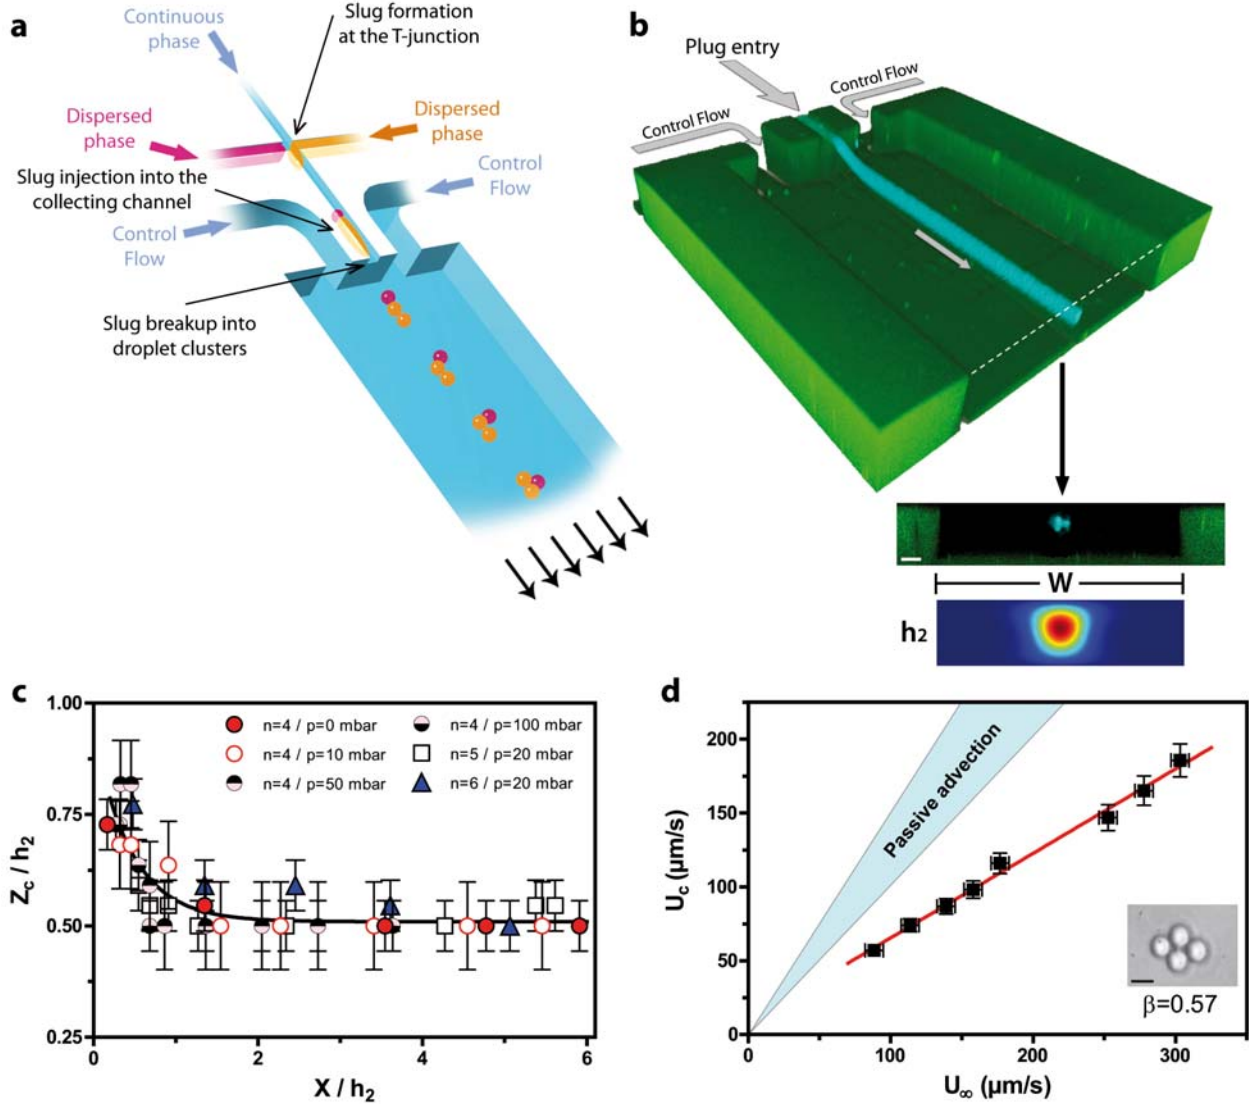 a
Continuous
phase
Slug formation
at the T-junction
Dispersed
phase
Dispersed
phase
Slug injection into the
collecting channel
Control
Flow
Control
Flow
Slug breakup into
droplet clusters
b
Plug entry
Control Flow
Control Flow
W
h2
c
1.00
0.75
0.50
0.25
Zc / h2
n=4 / p=0 mbar
n=4 / p=10 mbar
n=4 / p=50 mbar
n=4 / p=100 mbar
n=5 / p=20 mbar
n=6 / p=20 mbar
0 2 4 6
X / h2
d
200
150
100
50
0
Uc (µm/s)
Passive advection
β=0.57
0 100 200 300
U∞ (µm/s)